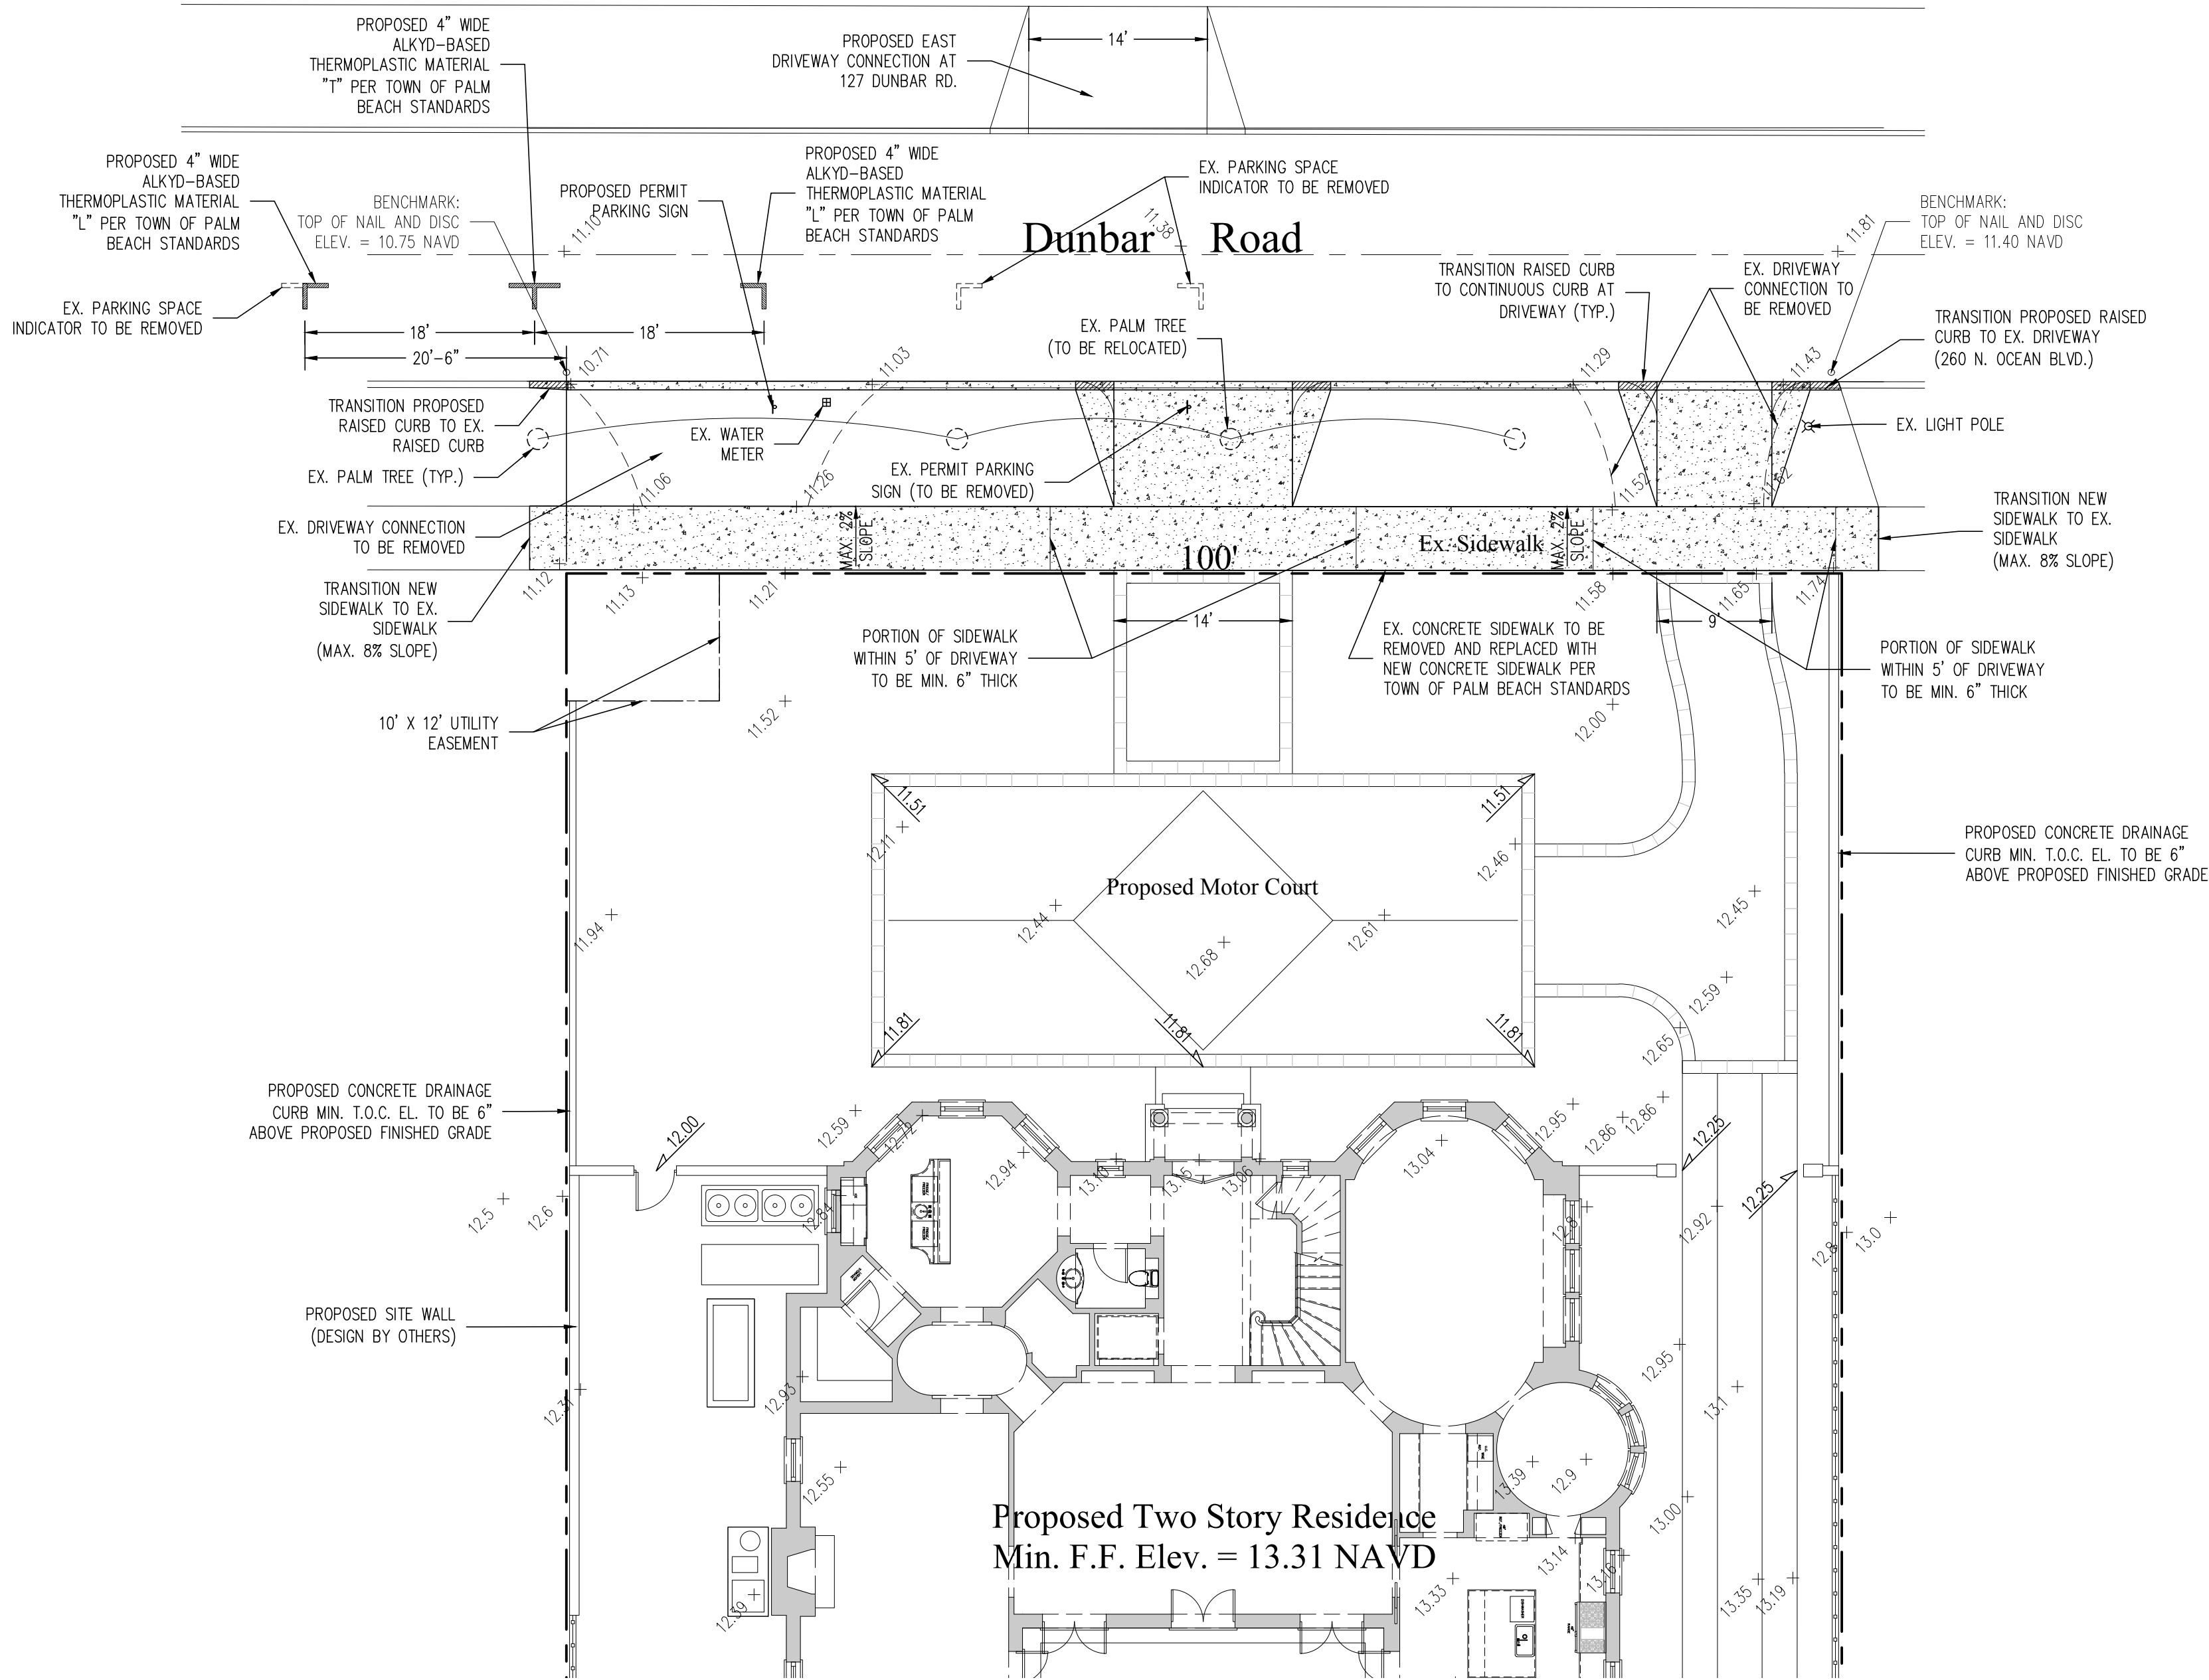 PROPOSED 4" WIDE
ALKYD-BASED
THERMOPLASTIC MATERIAL
"T" PER TOWN OF PALM
BEACH STANDARDS
PROPOSED EAST
DRIVEWAY CONNECTION AT
127 DUNBAR RD.
14'
PROPOSED 4" WIDE
ALKYD-BASED
THERMOPLASTIC MATERIAL
"L" PER TOWN OF PALM
BEACH STANDARDS
BENCHMARK:
TOP OF NAIL AND DISC
ELEV. = 10.75 NAVD
PROPOSED PERMIT
PARKING SIGN
PROPOSED 4" WIDE
ALKYD-BASED
THERMOPLASTIC MATERIAL
"L" PER TOWN OF PALM
BEACH STANDARDS
EX. PARKING SPACE
INDICATOR TO BE REMOVED
BENCHMARK:
TOP OF NAIL AND DISC
ELEV. = 11.40 NAVD
11.10
11.38
11.81
Dunbar Road
EX. PARKING SPACE
INDICATOR TO BE REMOVED
18'
18'
20'-6"
EX. PALM TREE
(TO BE RELOCATED)
TRANSITION RAISED CURB
TO CONTINUOUS CURB AT
DRIVEWAY (TYP.)
EX. DRIVEWAY
CONNECTION TO
BE REMOVED
TRANSITION PROPOSED RAISED
CURB TO EX. DRIVEWAY
(260 N. OCEAN BLVD.)
10.71
11.03
11.29
11.43
TRANSITION PROPOSED
RAISED CURB TO EX.
RAISED CURB
EX. WATER
METER
EX. PALM TREE (TYP.)
EX. PERMIT PARKING
SIGN (TO BE REMOVED)
EX. LIGHT POLE
11.06
11.26
11.52
11.62
EX. DRIVEWAY CONNECTION
TO BE REMOVED
MAX. 2%
SLOPE
100'
Ex. Sidewalk
MAX. 2%
SLOPE
TRANSITION NEW
SIDEWALK TO EX.
SIDEWALK
(MAX. 8% SLOPE)
11.12
11.13
11.21
11.58
11.65
11.74
TRANSITION NEW
SIDEWALK TO EX.
SIDEWALK
(MAX. 8% SLOPE)
14'
9'
PORTION OF SIDEWALK
WITHIN 5' OF DRIVEWAY
TO BE MIN. 6" THICK
EX. CONCRETE SIDEWALK TO BE
REMOVED AND REPLACED WITH
NEW CONCRETE SIDEWALK PER
TOWN OF PALM BEACH STANDARDS
PORTION OF SIDEWALK
WITHIN 5' OF DRIVEWAY
TO BE MIN. 6" THICK
10' X 12' UTILITY
EASEMENT
11.52
12.00
11.51
11.51
12.11
12.46
PROPOSED CONCRETE DRAINAGE
CURB MIN. T.O.C. EL. TO BE 6"
ABOVE PROPOSED FINISHED GRADE
Proposed Motor Court
11.94
12.44
12.68
12.61
12.45
12.59
11.81
11.81
11.81
12.65
PROPOSED CONCRETE DRAINAGE
CURB MIN. T.O.C. EL. TO BE 6"
ABOVE PROPOSED FINISHED GRADE
12.00
12.59
12.72
12.94
13.10
13.15
13.06
13.04
12.95
12.86
12.86
12.25
12.25
12.5
12.6
12.84
12.8
12.92
12.8
13.0
PROPOSED SITE WALL
(DESIGN BY OTHERS)
12.31
12.93
12.95
13.1
12.55
13.39
12.9
13.00
Proposed Two Story Residence
Min. F.F. Elev. = 13.31 NAVD
12.39
13.33
13.14
13.16
13.35
13.19